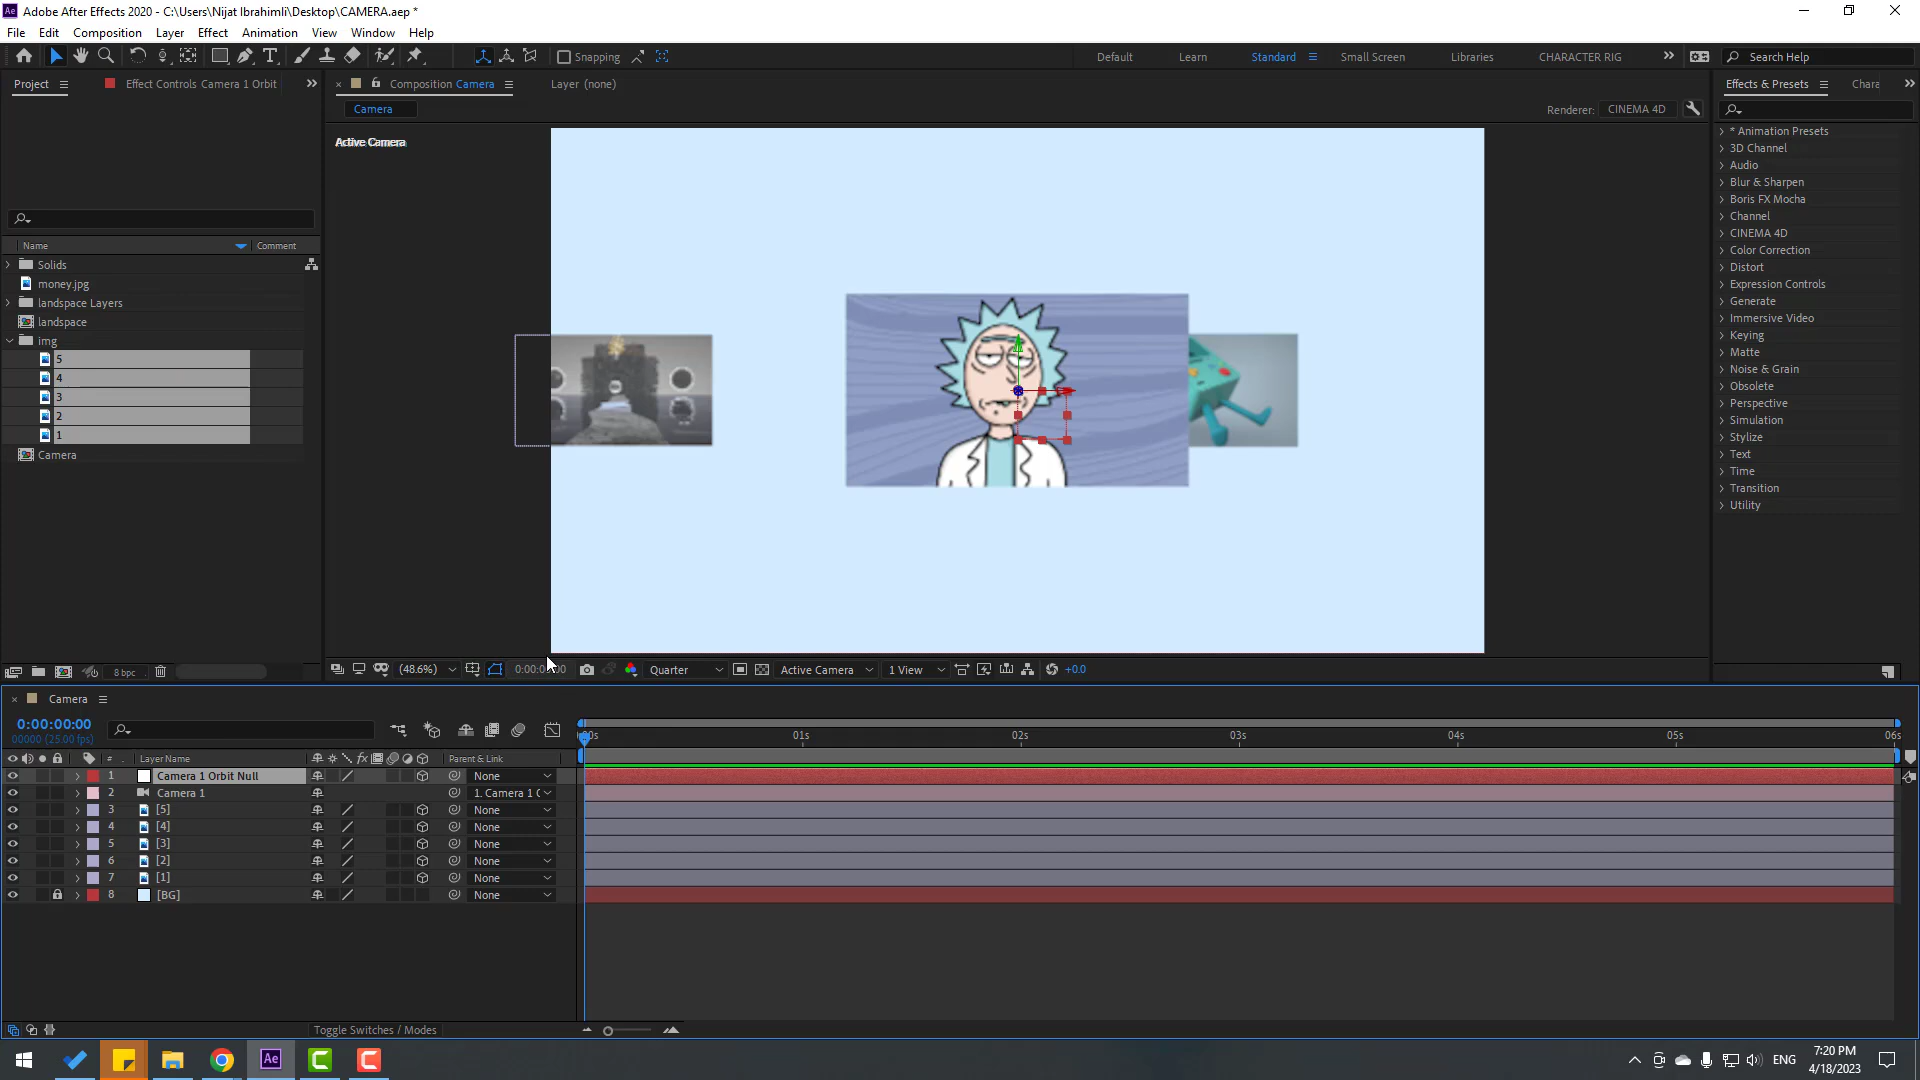 Adobe After Effects 2020 - C:\Users\Nijat Ibrahimli\Desktop\CAMERA.aep *
File Edit Composition Layer Effect Animation View Window Help
Snapping
Default Learn Standard Small Screen Libraries CHARACTER RIG
Search Help
Project
Effect Controls Camera 1 Orbit
Composition Camera
Layer (none)
Effects & Presets
Chara
Camera
Renderer: CINEMA 4D
Active Camera
Name
Comment
Solids
money.jpg
landspace Layers
landspace
img
5
4
3
2
1
Camera
* Animation Presets
3D Channel
Audio
Blur & Sharpen
Boris FX Mocha
Channel
CINEMA 4D
Color Correction
Distort
Expression Controls
Generate
Immersive Video
Keying
Matte
Noise & Grain
Obsolete
Perspective
Simulation
Stylize
Text
Time
Transition
Utility
8 bpc
(48.6%)
Quarter
Active Camera
1 View
+0.0
Camera
0:00:00:00
00000 (25.00 fps)
01s 02s 03s 04s 05s 06s
# Layer Name Parent & Link
1 Camera 1 Orbit Null None
2 Camera 1 1. Camera 1 O
3 [5] None
4 [4] None
5 [3] None
6 [2] None
7 [1] None
8 [BG] None
Toggle Switches / Modes
ENG
7:20 PM
4/18/2023